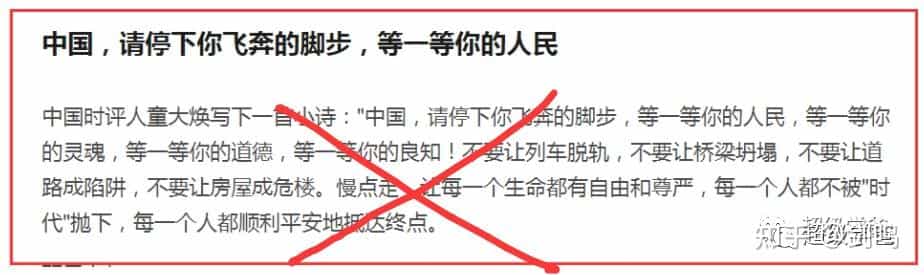 中国，请停下你飞奔的脚步，等一等你的人民
中国时评人童大焕写下一首小诗："中国，请停下你飞奔的脚步，等一等你的人民，等一等你
的灵魂，等一等你的道德，等一等你的良知！不要让列车脱轨，不要让桥梁坍塌，不要让道
路成陷阱，不要让房屋成危楼。慢点走，让每一个生命都有自由和尊严，每一个人都不被"时
代"抛下，每一个人都顺利平安地抵达终点。
知乎
超级学爸